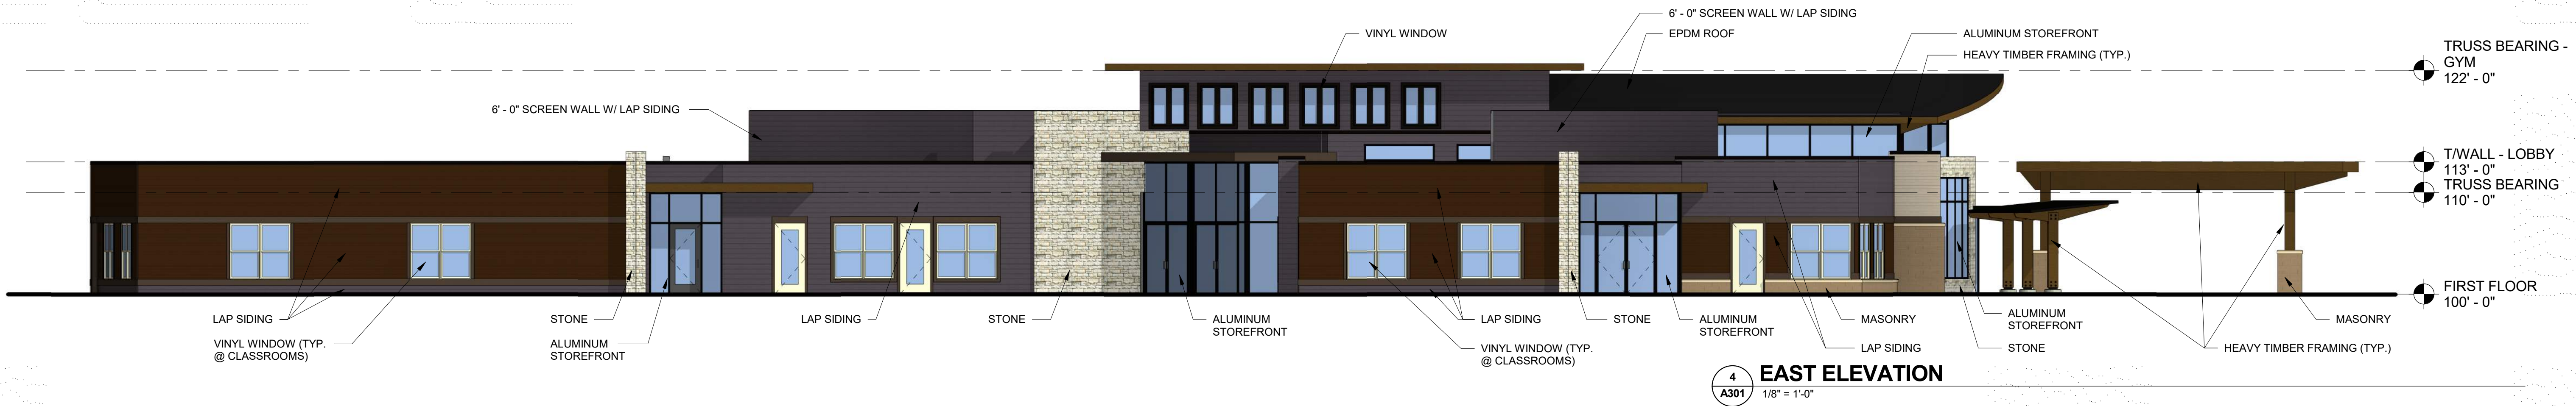 6' - 0" SCREEN WALL W/ LAP SIDING
VINYL WINDOW
EPDM ROOF
ALUMINUM STOREFRONT
HEAVY TIMBER FRAMING (TYP.)
TRUSS BEARING -
GYM
122' - 0"
6' - 0" SCREEN WALL W/ LAP SIDING
T/WALL - LOBBY
113' - 0"
TRUSS BEARING
110' - 0"
FIRST FLOOR
100' - 0"
LAP SIDING
VINYL WINDOW (TYP.
@ CLASSROOMS)
STONE
ALUMINUM
STOREFRONT
LAP SIDING
STONE
ALUMINUM
STOREFRONT
LAP SIDING
VINYL WINDOW (TYP.
@ CLASSROOMS)
STONE
ALUMINUM
STOREFRONT
MASONRY
LAP SIDING
ALUMINUM
STOREFRONT
STONE
HEAVY TIMBER FRAMING (TYP.)
MASONRY
4
A301
EAST ELEVATION
1/8" = 1'-0"